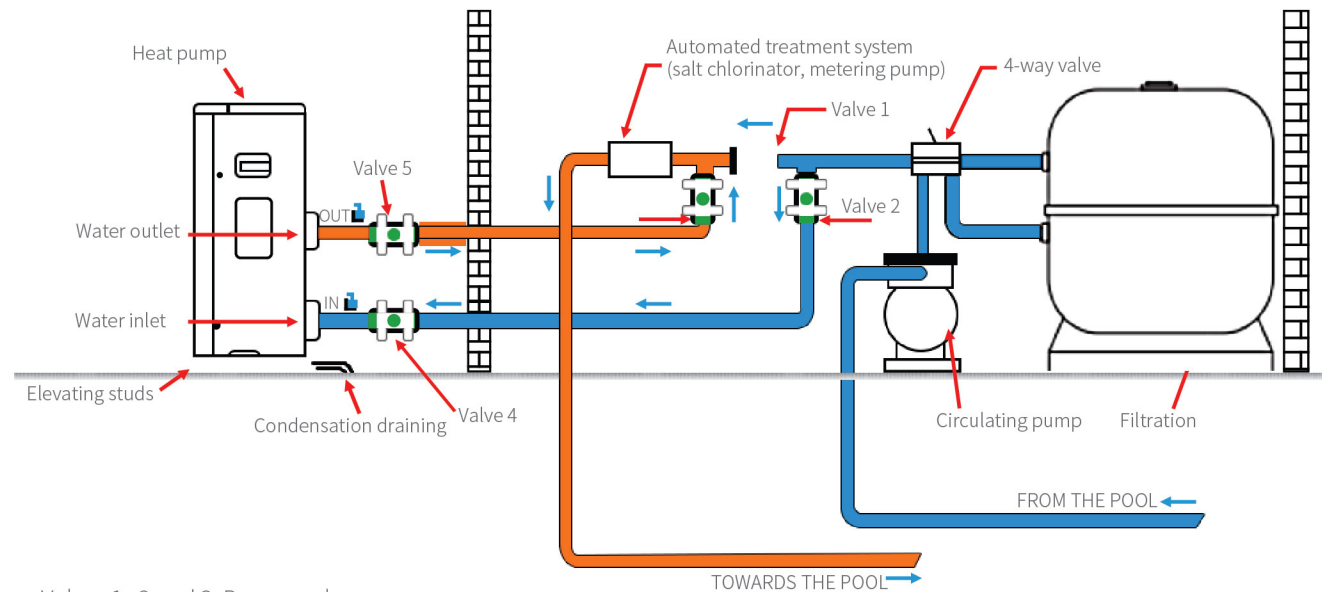 Heat pump
Automated treatment system
(salt chlorinator, metering pump)
4-way valve
Valve 1
Valve 5
Valve 2
OUT
Water outlet
IN
Water inlet
Elevating studs
Valve 4
Condensation draining
Circulating pump
Filtration
FROM THE POOL
TOWARDS THE POOL